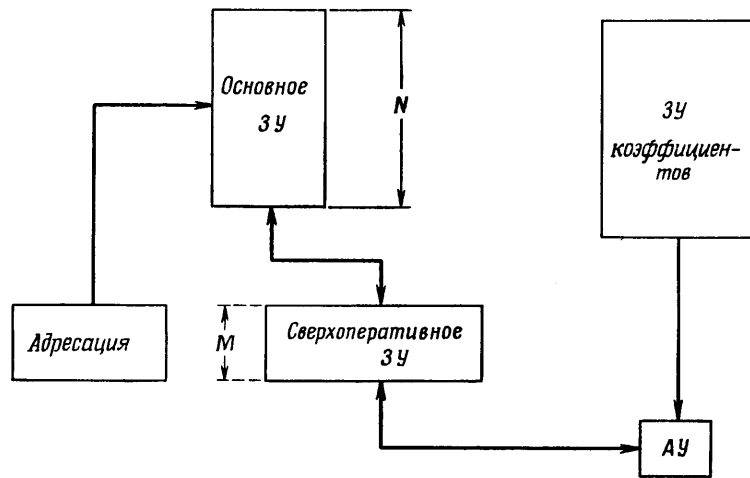 Основное
ЗУ
N
ЗУ
коэффициен-
тов
Адресация
M
Сверхоперативное
ЗУ
АУ